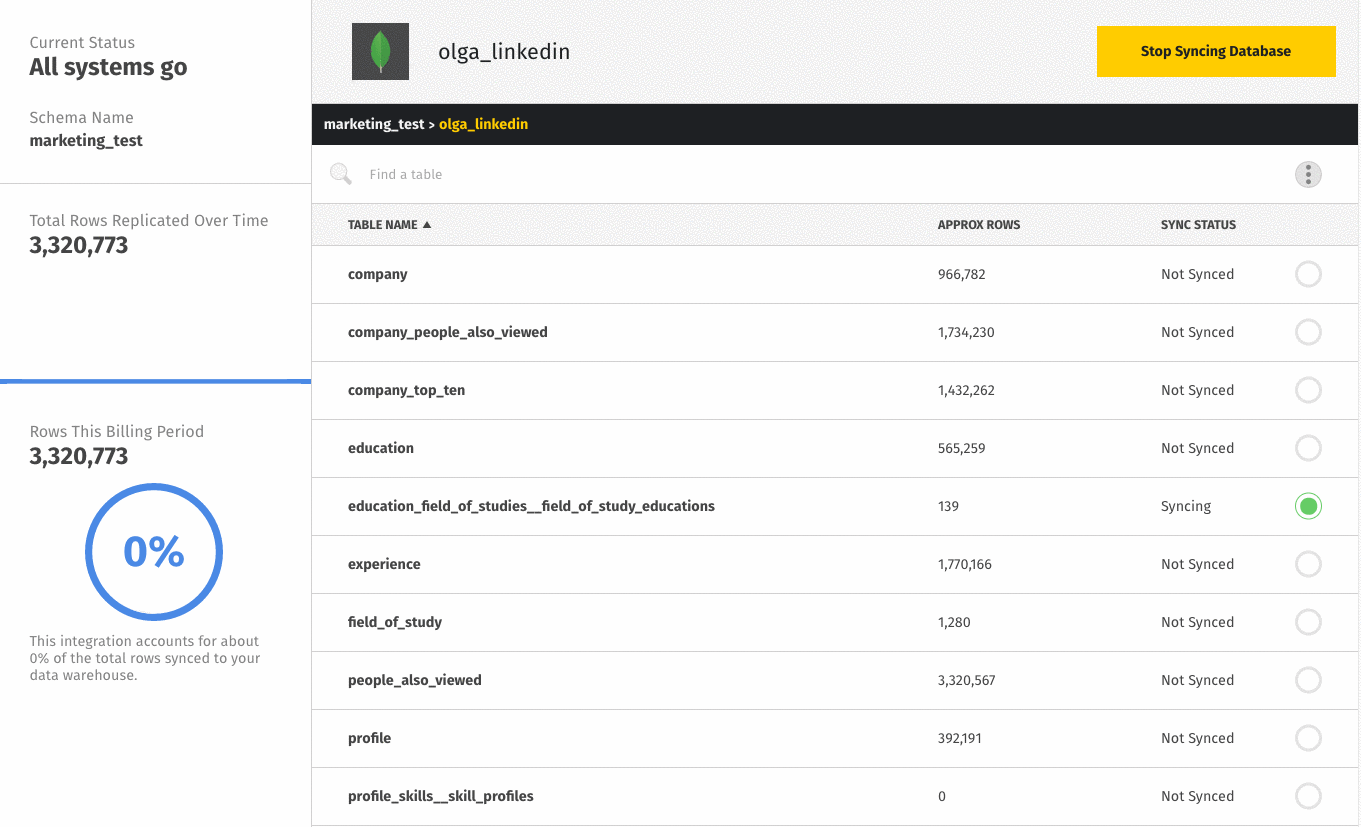 Current Status
All systems go
Schema Name
marketing_test
Total Rows Replicated Over Time
3,320,773
Rows This Billing Period
3,320,773
0%
This integration accounts for about
0% of the total rows synced to your
data warehouse.
olga_linkedin
Stop Syncing Database
marketing_test > olga_linkedin
Find a table
TABLE NAME ▲ APPROX ROWS SYNC STATUS
company 966,782 Not Synced
company_people_also_viewed 1,734,230 Not Synced
company_top_ten 1,432,262 Not Synced
education 565,259 Not Synced
education_field_of_studies__field_of_study_educations 139 Syncing
experience 1,770,166 Not Synced
field_of_study 1,280 Not Synced
people_also_viewed 3,320,567 Not Synced
profile 392,191 Not Synced
profile_skills__skill_profiles 0 Not Synced